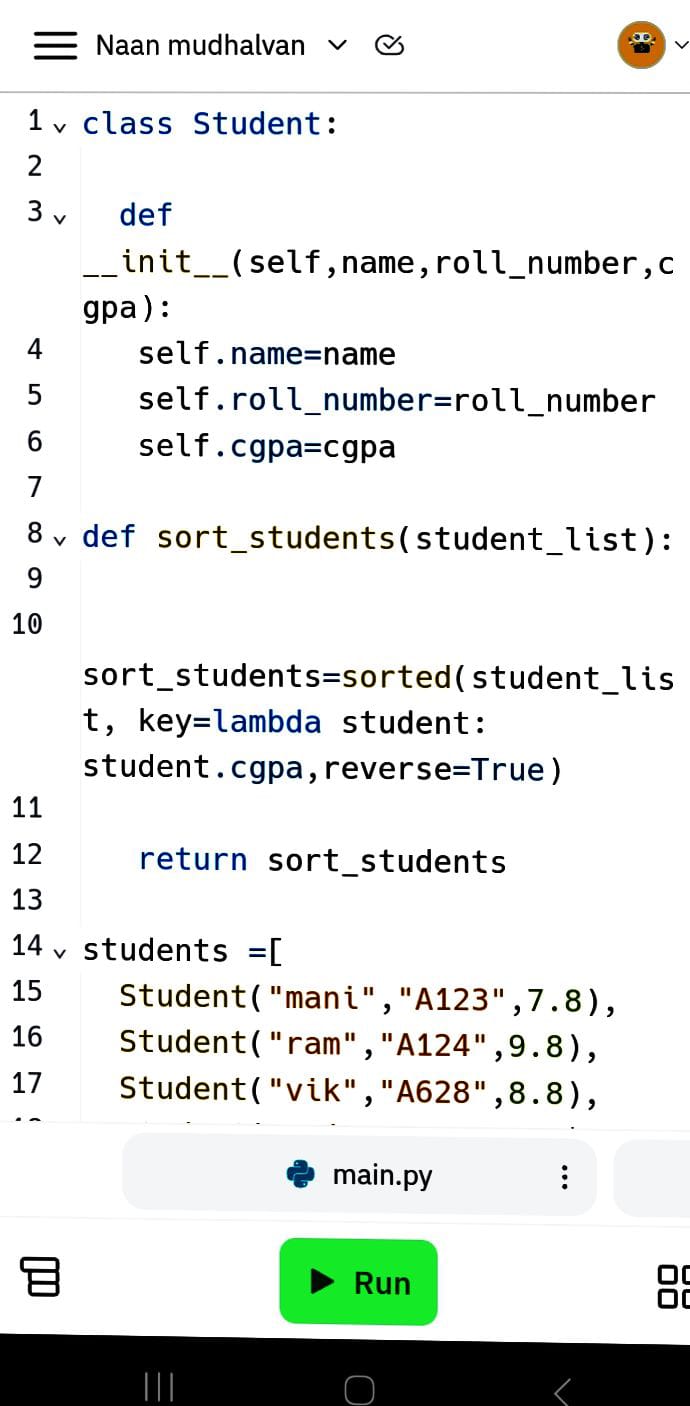 Naan mudhalvan
1 class Student:
2
3 def
__init__(self,name,roll_number,c
gpa):
4 self.name=name
5 self.roll_number=roll_number
6 self.cgpa=cgpa
7
8 def sort_students(student_list):
9
10
sort_students=sorted(student_lis
t, key=lambda student:
student.cgpa,reverse=True)
11
12 return sort_students
13
14 students =[
15 Student("mani","A123",7.8),
16 Student("ram","A124",9.8),
17 Student("vik","A628",8.8),
main.py
Run